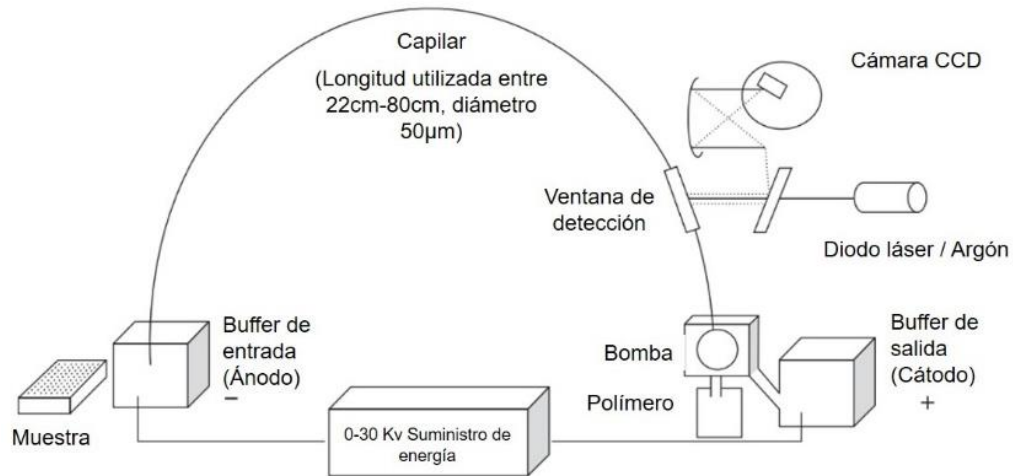 Capilar
(Longitud utilizada entre
22cm-80cm, diámetro
50µm)
Cámara CCD
Ventana de
detección
Diodo láser / Argón
Buffer de
entrada
(Ánodo)
−
Muestra
0-30 Kv Suministro de
energía
Bomba
Polímero
Buffer de
salida
(Cátodo)
+